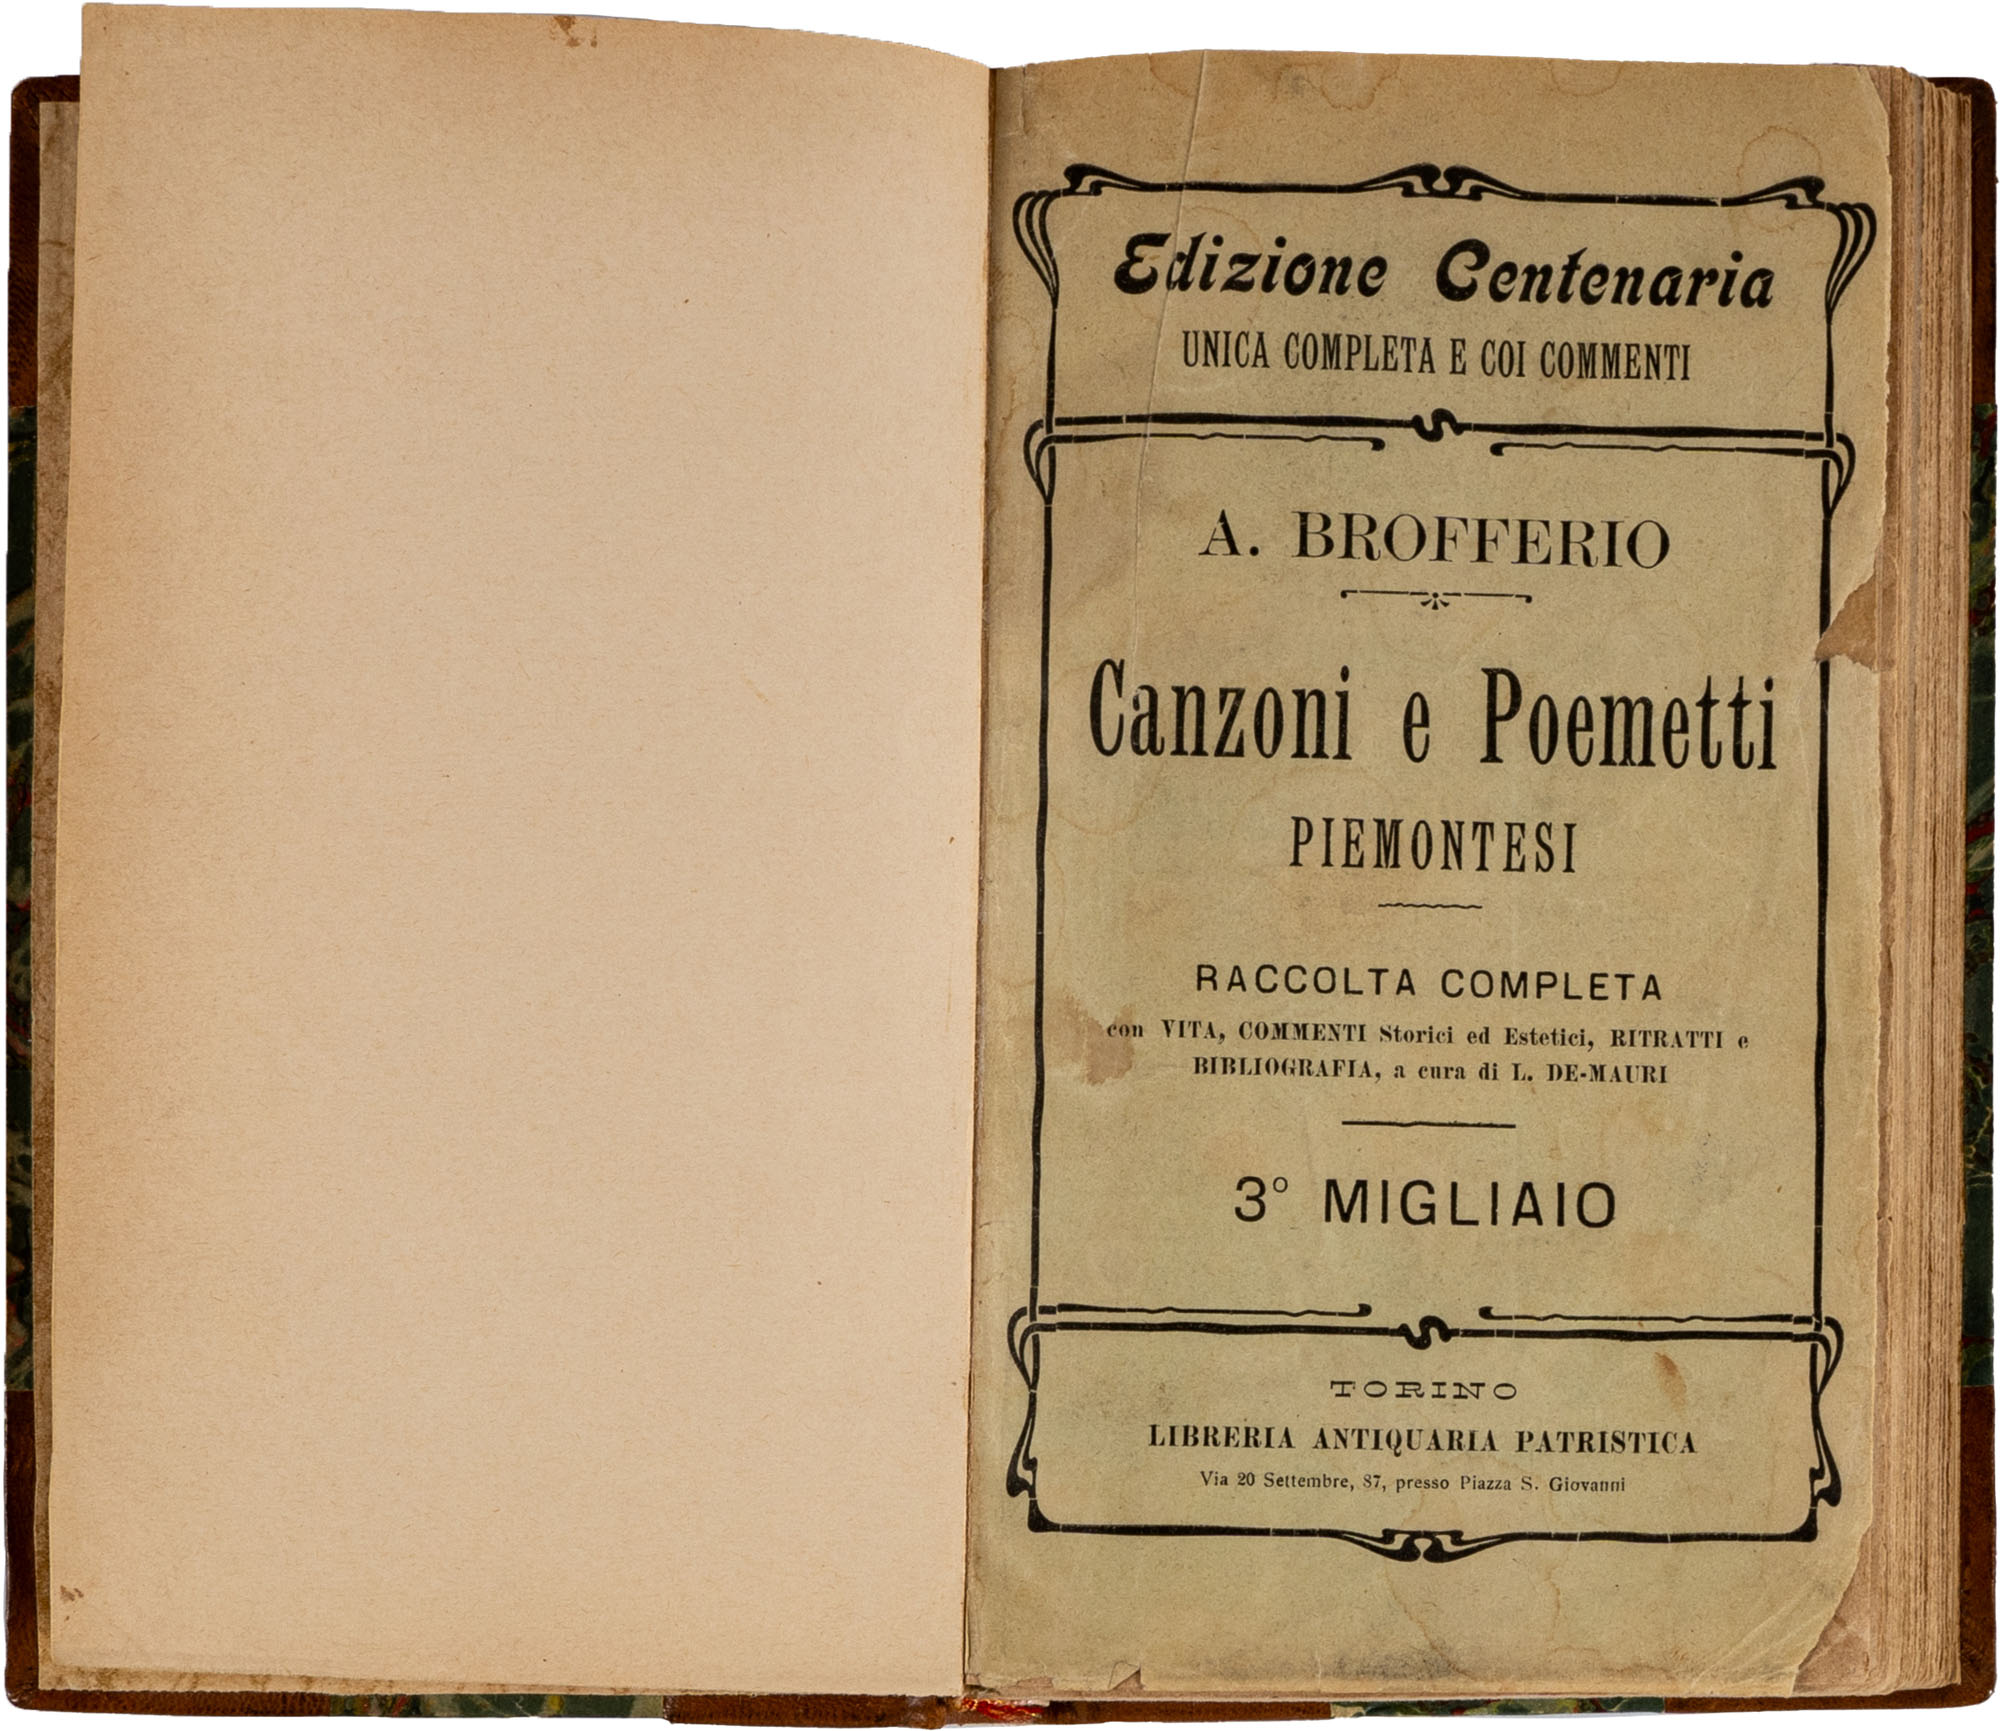 Edizione Centenaria
UNICA COMPLETA E COI COMMENTI
A. BROFFERIO
Canzoni e Poemetti
PIEMONTESI
RACCOLTA COMPLETA
con VITA, COMMENTI Storici ed Estetici, RITRATTI e
BIBLIOGRAFIA, a cura di L. DE-MAURI
3º MIGLIAIO
TORINO
LIBRERIA ANTIQUARIA PATRISTICA
Via 20 Settembre, 87, presso Piazza S. Giovanni